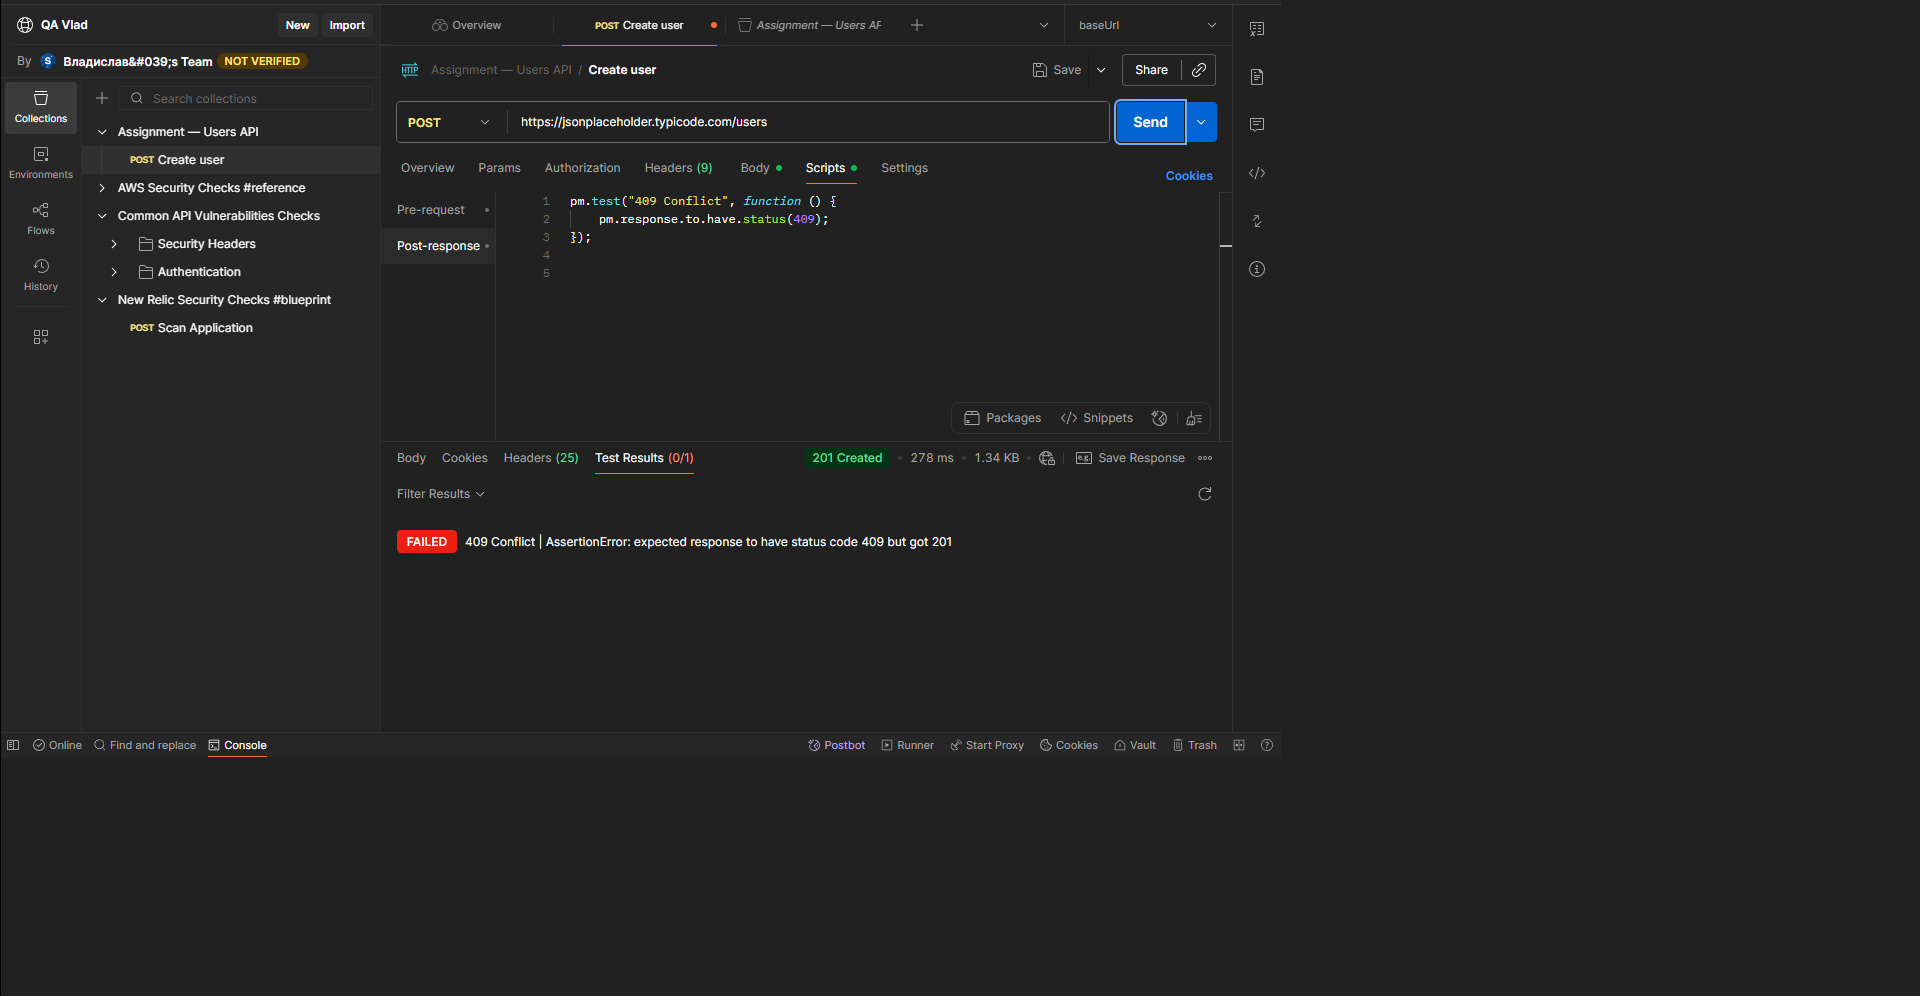 QA Vlad
New
Import
Overview
POST Create user
Assignment — Users AF
baseUrl
By
S
Владислав&#039;s Team
NOT VERIFIED
HTTP
Assignment — Users API / Create user
Save
Share
Collections
Environments
Flows
History
Search collections
Assignment — Users API
POST Create user
AWS Security Checks #reference
Common API Vulnerabilities Checks
Security Headers
Authentication
New Relic Security Checks #blueprint
POST Scan Application
POST
https://jsonplaceholder.typicode.com/users
Send
Overview
Params
Authorization
Headers (9)
Body
Scripts
Settings
Cookies
Pre-request
Post-response
1 pm.test("409 Conflict", function () {
2 pm.response.to.have.status(409);
3 });
4
5
Packages
</> Snippets
Body
Cookies
Headers (25)
Test Results (0/1)
201 Created
278 ms
1.34 KB
e.g.
Save Response
Filter Results
FAILED
409 Conflict | AssertionError: expected response to have status code 409 but got 201
Online
Find and replace
Console
Postbot
Runner
Start Proxy
Cookies
Vault
Trash